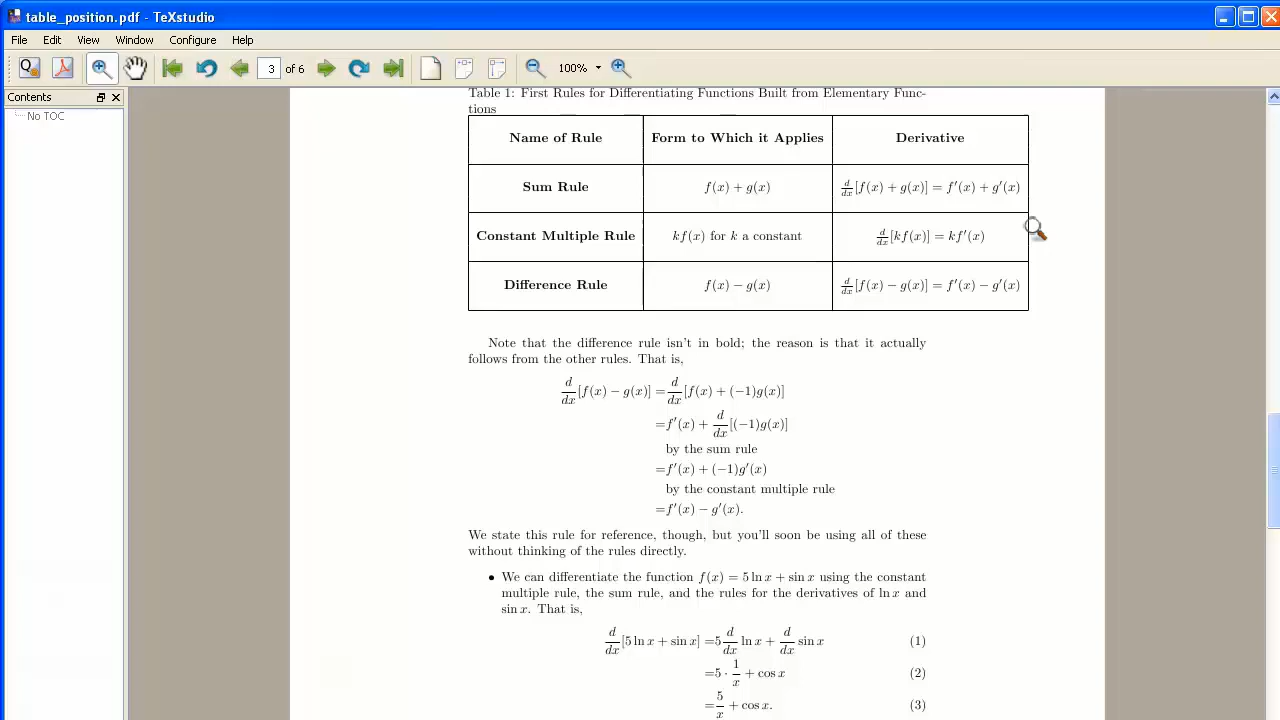 table_position.pdf - TeXstudio
File Edit View Window Configure Help
3 of 6 100%
Contents
No TOC
Table 1: First Rules for Differentiating Functions Built from Elementary Func-
tions
Name of Rule Form to Which it Applies Derivative
Sum Rule f(x) + g(x) d/dx[f(x) + g(x)] = f′(x) + g′(x)
Constant Multiple Rule kf(x) for k a constant d/dx[kf(x)] = kf′(x)
Difference Rule f(x) − g(x) d/dx[f(x) − g(x)] = f′(x) − g′(x)
Note that the difference rule isn't in bold; the reason is that it actually
follows from the other rules. That is,
d/dx[f(x) − g(x)] = d/dx[f(x) + (−1)g(x)]
=f′(x) + d/dx[(−1)g(x)]
by the sum rule
=f′(x) + (−1)g′(x)
by the constant multiple rule
=f′(x) − g′(x).
We state this rule for reference, though, but you'll soon be using all of these
without thinking of the rules directly.
• We can differentiate the function f(x) = 5 ln x + sin x using the constant
multiple rule, the sum rule, and the rules for the derivatives of ln x and
sin x. That is,
d/dx[5 ln x + sin x] =5 d/dx ln x + d/dx sin x (1)
=5 · 1/x + cos x (2)
=5/x + cos x. (3)